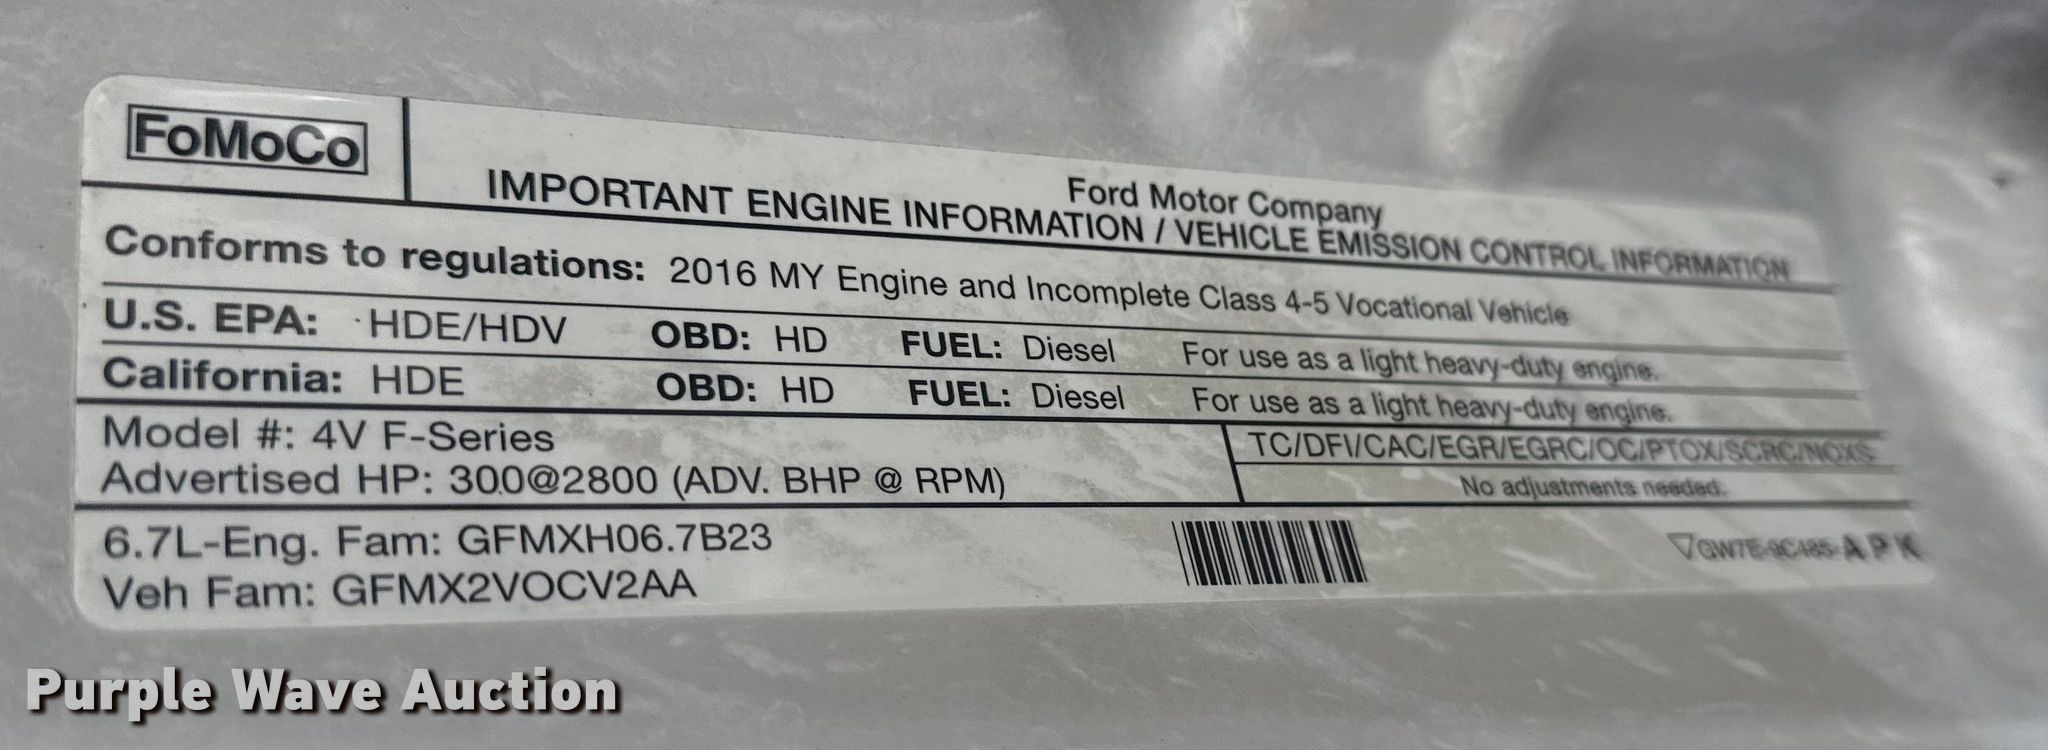 FoMoCo
Ford Motor Company
IMPORTANT ENGINE INFORMATION / VEHICLE EMISSION CONTROL INFORMATION
Conforms to regulations: 2016 MY Engine and Incomplete Class 4-5 Vocational Vehicle
U.S. EPA: HDE/HDV OBD: HD FUEL: Diesel For use as a light heavy-duty engine.
California: HDE OBD: HD FUEL: Diesel For use as a light heavy-duty engine.
Model #: 4V F-Series
Advertised HP: 300@2800 (ADV. BHP @ RPM)
TC/DFI/CAC/EGR/EGRC/OC/PTOX/SCRC/NOXS
No adjustments needed.
6.7L-Eng. Fam: GFMXH06.7B23
Veh Fam: GFMX2VOCV2AA
GW7E-9C485-APK
Purple Wave Auction